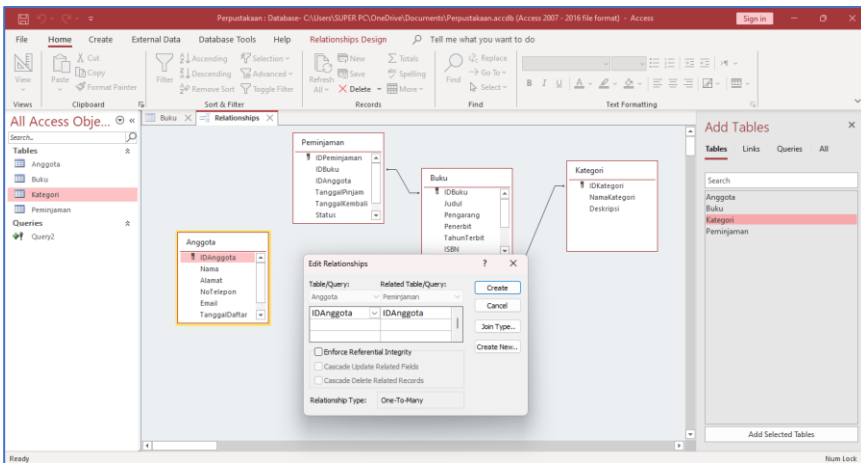 Perpustakaan : Database- C:\Users\SUPER PC\OneDrive\Documents\Perpustakaan.accdb (Access 2007 - 2016 file format) - Access
Sign in
File Home Create External Data Database Tools Help Relationships Design Tell me what you want to do
View
Views
Paste
Cut
Copy
Format Painter
Clipboard
Filter
Ascending
Descending
Remove Sort
Selection
Advanced
Toggle Filter
Sort & Filter
Refresh All
New
Save
Delete
Totals
Spelling
More
Records
Find
Replace
Go To
Select
Find
B I U A
Text Formatting
All Access Obje...
Search...
Tables
Anggota
Buku
Kategori
Peminjaman
Queries
Query2
Buku
Relationships
Peminjaman
IDPeminjaman
IDBuku
IDAnggota
TanggalPinjam
TanggalKembali
Status
Buku
IDBuku
Judul
Pengarang
Penerbit
TahunTerbit
ISBN
Kategori
IDKategori
NamaKategori
Deskripsi
Anggota
IDAnggota
Nama
Alamat
NoTelepon
Email
TanggalDaftar
Edit Relationships ?
Table/Query: Related Table/Query:
Anggota Peminjaman
IDAnggota IDAnggota
Create
Cancel
Join Type..
Create New..
Enforce Referential Integrity
Cascade Update Related Fields
Cascade Delete Related Records
Relationship Type: One-To-Many
Add Tables
Tables Links Queries All
Search
Anggota
Buku
Kategori
Peminjaman
Add Selected Tables
Ready
Num Lock